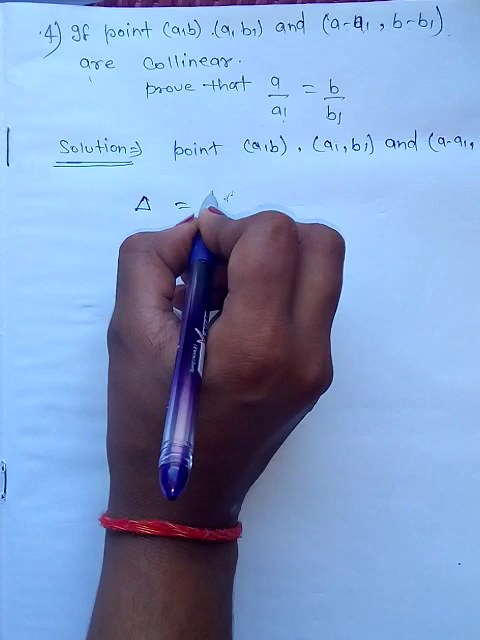 4) If point (a,b) . (a, b1) and (a-a1 , b-b1)
are collinear.
prove that a/a1 = b/b1
Solution⇒ point (a,b) , (a1,b1) and (a-a1,
Δ =